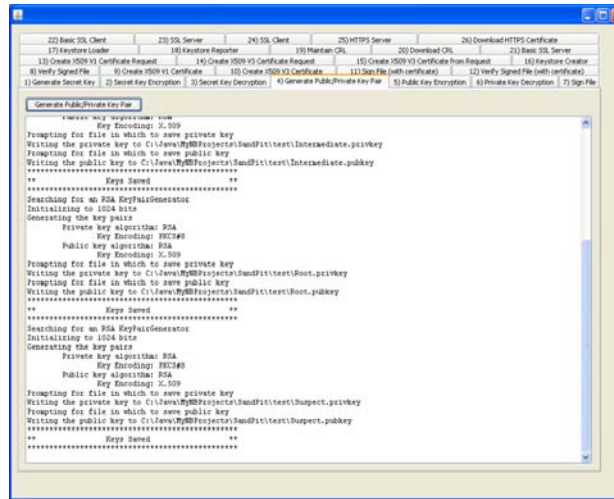 22) Basic SSL Client 23) SSL Server 24) SSL Client 25) HTTPS Server 26) Download HTTPS Certificate
17) Keystore Loader 18) Keystore Reporter 19) Maintain CRL 20) Download CRL 21) Basic SSL Server
13) Create X509 V1 Certificate Request 14) Create X509 V3 Certificate Request 15) Create X509 V3 Certificate from Request 16) Keystore Creator
8) Verify Signed File 9) Create X509 V1 Certificate 10) Create X509 V3 Certificate 11) Sign File (with certificate) 12) Verify Signed File (with certificate)
1) Generate Secret Key 2) Secret Key Encryption 3) Secret Key Decryption 4) Generate Public/Private Key Pair 5) Public Key Encryption 6) Private Key Decryption 7) Sign File
Generate Public/Private Key Pair
Public key algorithm: RSA
Key Encoding: X.509
Prompting for file in which to save private key
Writing the private key to C:\Java\MyNBProjects\SandPit\test\Intermediate.privkey
Prompting for file in which to save public key
Writing the public key to C:\Java\MyNBProjects\SandPit\test\Intermediate.pubkey
** Keys Saved **
Searching for an RSA KeyPairGenerator
Initializing to 1024 bits
Generating the key pairs
Private key algorithm: RSA
Key Encoding: PKCS#8
Public key algorithm: RSA
Key Encoding: X.509
Prompting for file in which to save private key
Writing the private key to C:\Java\MyNBProjects\SandPit\test\Root.privkey
Prompting for file in which to save public key
Writing the public key to C:\Java\MyNBProjects\SandPit\test\Root.pubkey
** Keys Saved **
Searching for an RSA KeyPairGenerator
Initializing to 1024 bits
Generating the key pairs
Private key algorithm: RSA
Key Encoding: PKCS#8
Public key algorithm: RSA
Key Encoding: X.509
Prompting for file in which to save private key
Writing the private key to C:\Java\MyNBProjects\SandPit\test\Suspect.privkey
Prompting for file in which to save public key
Writing the public key to C:\Java\MyNBProjects\SandPit\test\Suspect.pubkey
** Keys Saved **